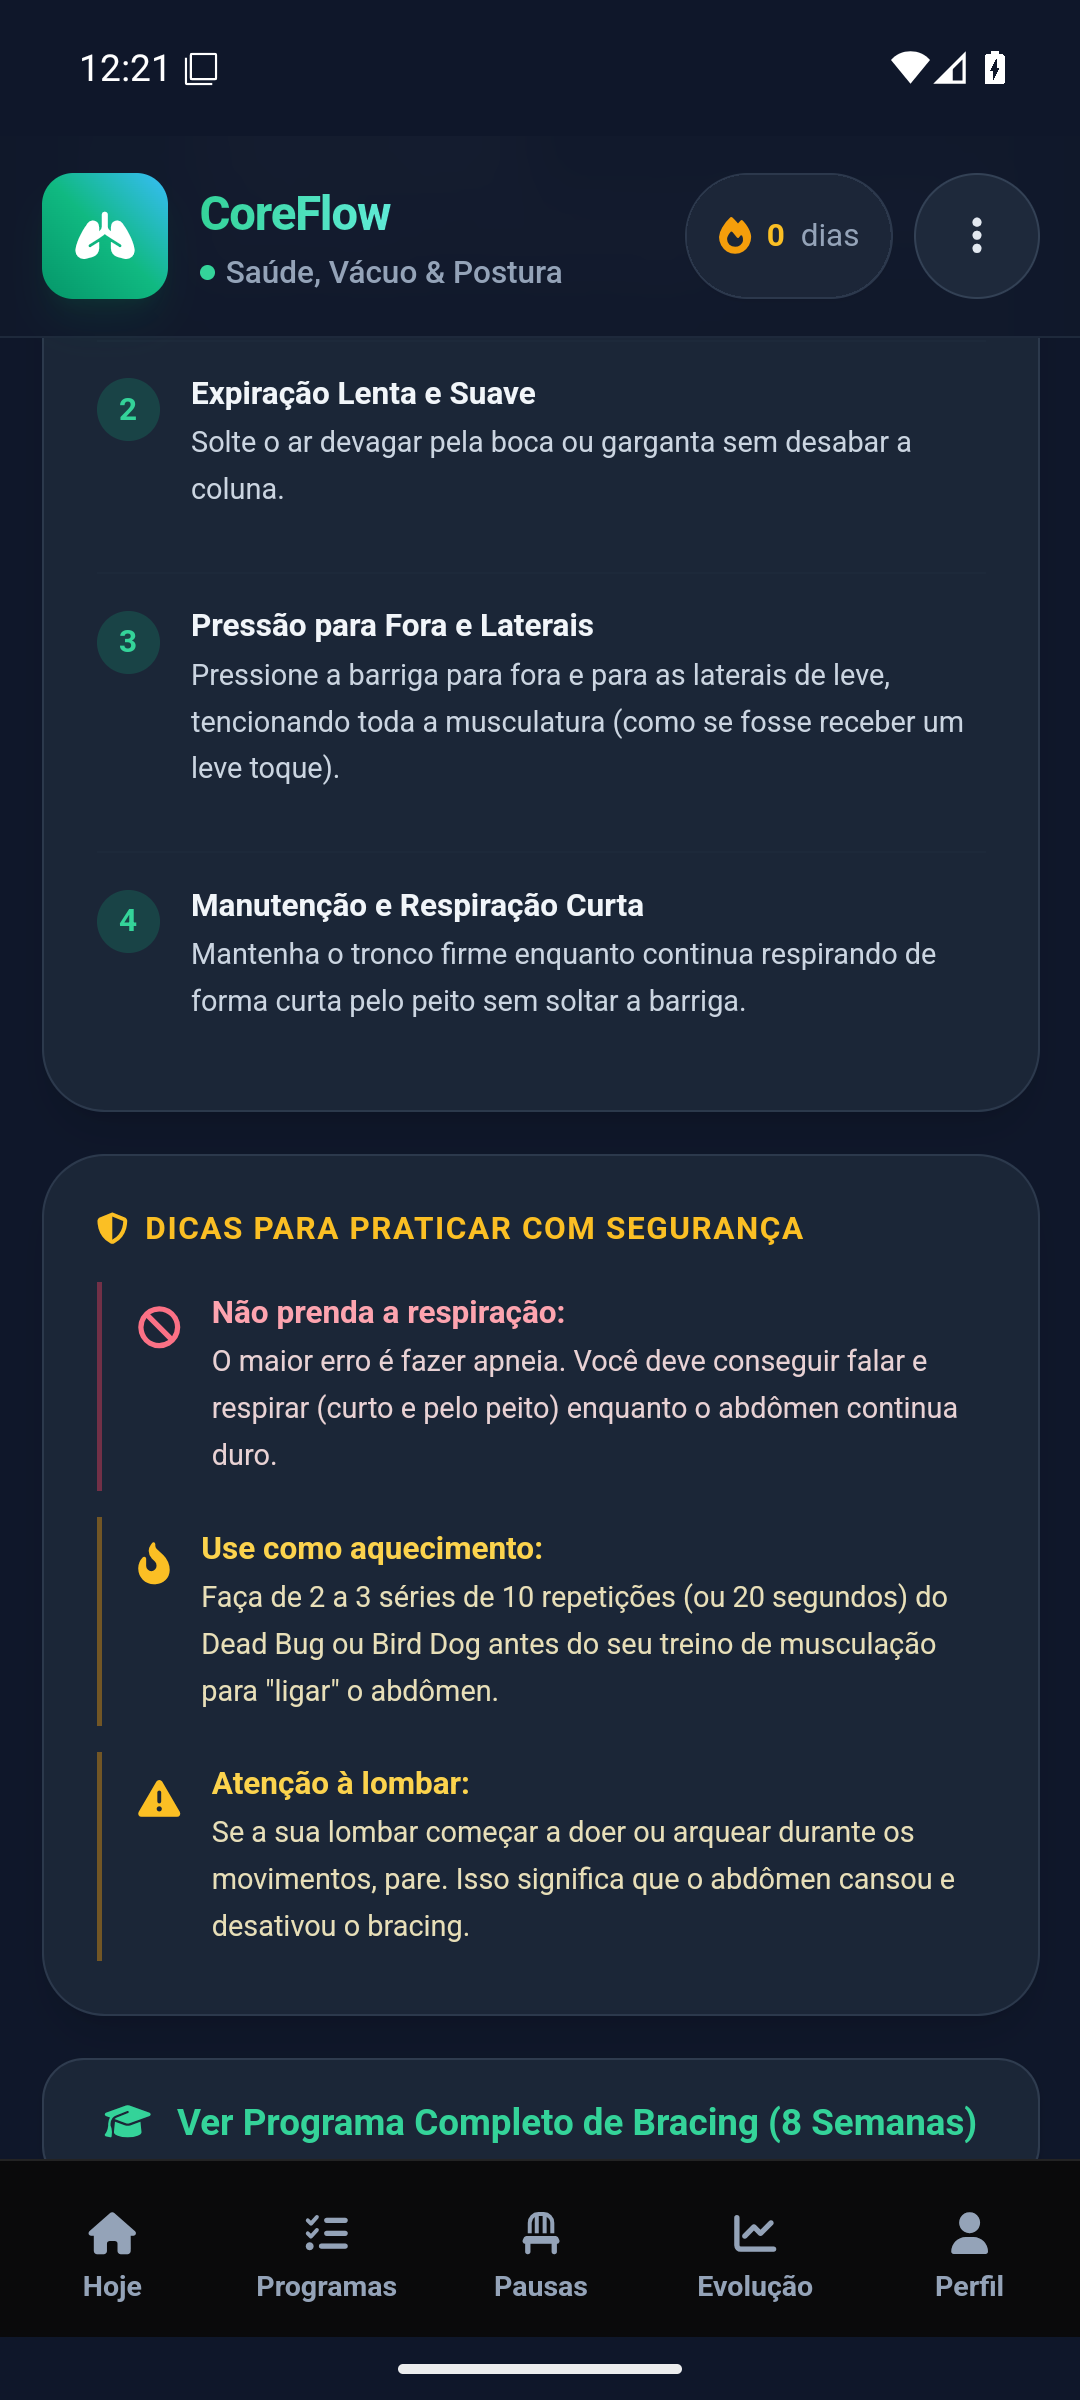 12:21
CoreFlow
Saúde, Vácuo & Postura
0 dias
2
Expiração Lenta e Suave
Solte o ar devagar pela boca ou garganta sem desabar a
coluna.
3
Pressão para Fora e Laterais
Pressione a barriga para fora e para as laterais de leve,
tencionando toda a musculatura (como se fosse receber um
leve toque).
4
Manutenção e Respiração Curta
Mantenha o tronco firme enquanto continua respirando de
forma curta pelo peito sem soltar a barriga.
DICAS PARA PRATICAR COM SEGURANÇA
Não prenda a respiração:
O maior erro é fazer apneia. Você deve conseguir falar e
respirar (curto e pelo peito) enquanto o abdômen continua
duro.
Use como aquecimento:
Faça de 2 a 3 séries de 10 repetições (ou 20 segundos) do
Dead Bug ou Bird Dog antes do seu treino de musculação
para "ligar" o abdômen.
Atenção à lombar:
Se a sua lombar começar a doer ou arquear durante os
movimentos, pare. Isso significa que o abdômen cansou e
desativou o bracing.
Ver Programa Completo de Bracing (8 Semanas)
Hoje
Programas
Pausas
Evolução
Perfil